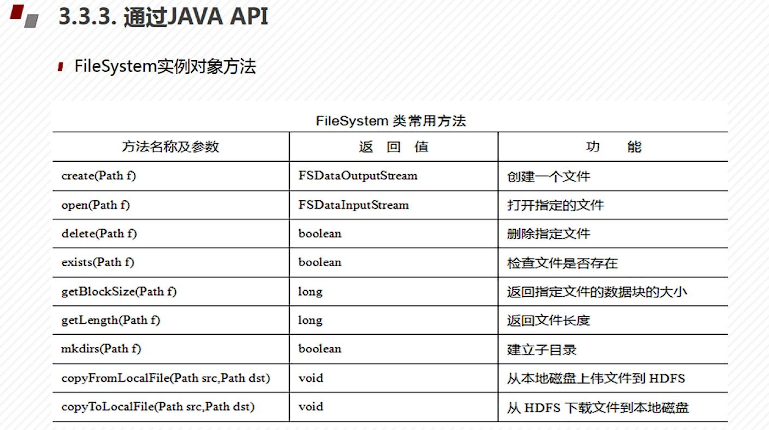 3.3.3. 通过JAVA API
FileSystem实例对象方法
FileSystem 类常用方法
方法名称及参数 返 回 值 功 能
create(Path f) FSDataOutputStream 创建一个文件
open(Path f) FSDataInputStream 打开指定的文件
delete(Path f) boolean 删除指定文件
exists(Path f) boolean 检查文件是否存在
getBlockSize(Path f) long 返回指定文件的数据块的大小
getLength(Path f) long 返回文件长度
mkdirs(Path f) boolean 建立子目录
copyFromLocalFile(Path src,Path dst) void 从本地磁盘上伟文件到 HDFS
copyToLocalFile(Path src,Path dst) void 从 HDFS 下载文件到本地磁盘